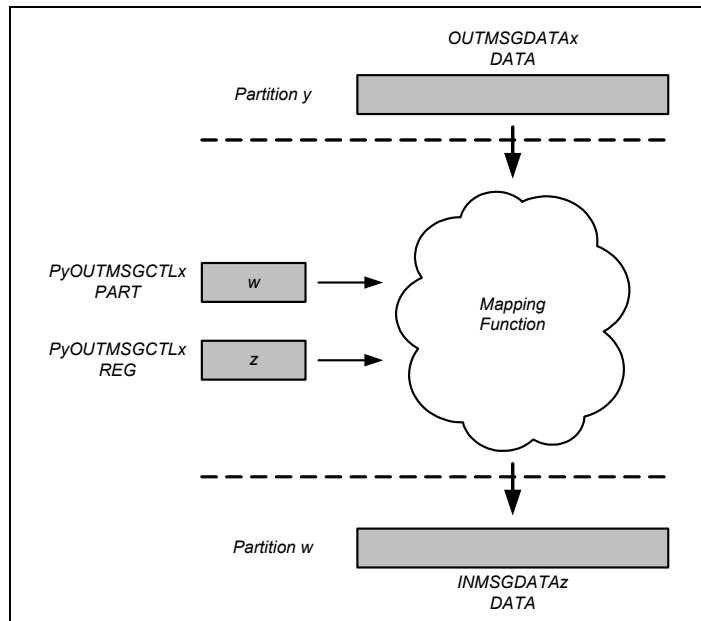 OUTMSGDATAx
DATA
Partition y
PyOUTMSGCTLx
PART
w
Mapping
Function
PyOUTMSGCTLx
REG
z
Partition w
INMSGDATAz
DATA